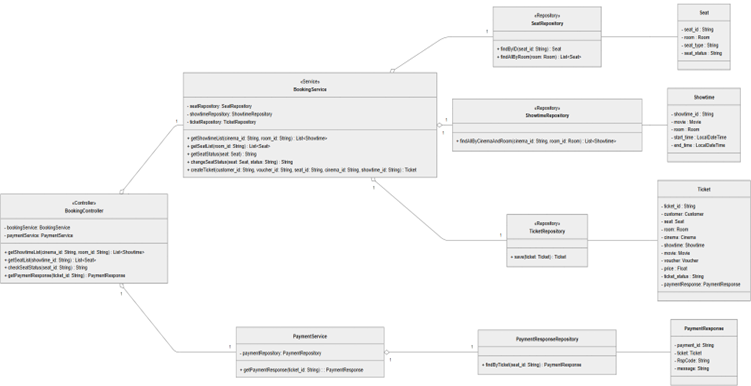 «Repository»
SeatRepository
+ findByID(seat_id: String) : Seat
+ findAllByRoom(room: Room) : List<Seat>
Seat
- seat_id : String
- room : Room
- seat_type : String
- seat_status : String
«Service»
BookingService
- seatRepository: SeatRepository
- showtimeRepository: ShowtimeRepository
- ticketRepository: TicketRepository
+ getShowtimeList(cinema_id: String, room_id: String) : List<Showtime>
+ getSeatList(room_id: String) : List<Seat>
+ getSeatStatus(seat: Seat) : String
+ changeSeatStatus(seat: Seat, status: String) : String
+ createTicket(customer_id: String, voucher_id: String, seat_id: String, cinema_id: String, showtime_id: String) : Ticket
«Repository»
ShowtimeRepository
+ findAllByCinemaAndRoom(cinema_id: String, room_id: Room) : List<Showtime>
Showtime
- showtime_id : String
- movie : Movie
- room : Room
- start_time : LocalDateTime
- end_time : LocalDateTime
«Controller»
BookingController
- bookingService: BookingService
- paymentService: PaymentService
+ getShowtimeList(cinema_id: String, room_id: String) : List<Showtime>
+ getSeatList(showtime_id: String) : List<Seat>
+ checkSeatStatus(seat_id: String) : String
+ getPaymentResponse(ticket_id: String) : PaymentResponse
«Repository»
TicketRepository
+ save(ticket: Ticket) : Ticket
Ticket
- ticket_id : String
- customer: Customer
- seat: Seat
- room: Room
- cinema: Cinema
- showtime: Showtime
- movie: Movie
- voucher: Voucher
- price : Float
- ticket_status : String
- paymentResponse: PaymentResponse
PaymentService
- paymentRepository: PaymentRepository
+ getPaymentResponse(ticket_id: String) : : PaymentResponse
PaymentResponseRepository
+ findByTicket(seat_id: String) : PaymentResponse
PaymentResponse
- payment_id: String
- ticket: Ticket
- RspCode: String
- message: String
1
1
1
1
1
1
1
1
1
1